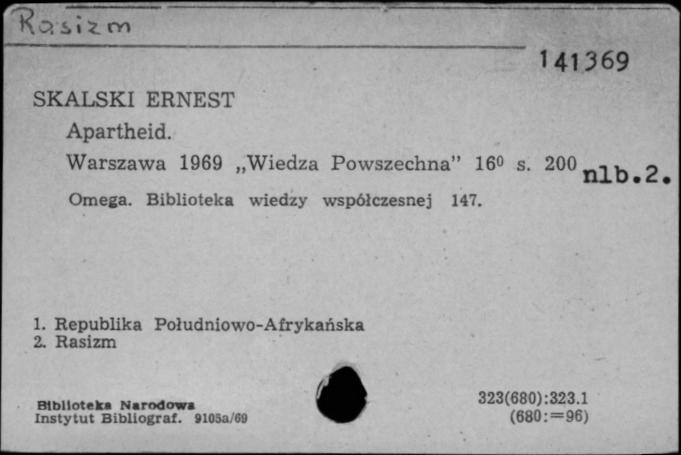 Rasizm
141369
SKALSKI ERNEST
Apartheid.
Warszawa 1969 „Wiedza Powszechna” 16⁰ s. 200 nlb.2.
Omega. Biblioteka wiedzy współczesnej 147.
1. Republika Południowo-Afrykańska
2. Rasizm
Biblioteka Narodowa
Instytut Bibliograf. 9105a/69
323(680):323.1
(680:=96)